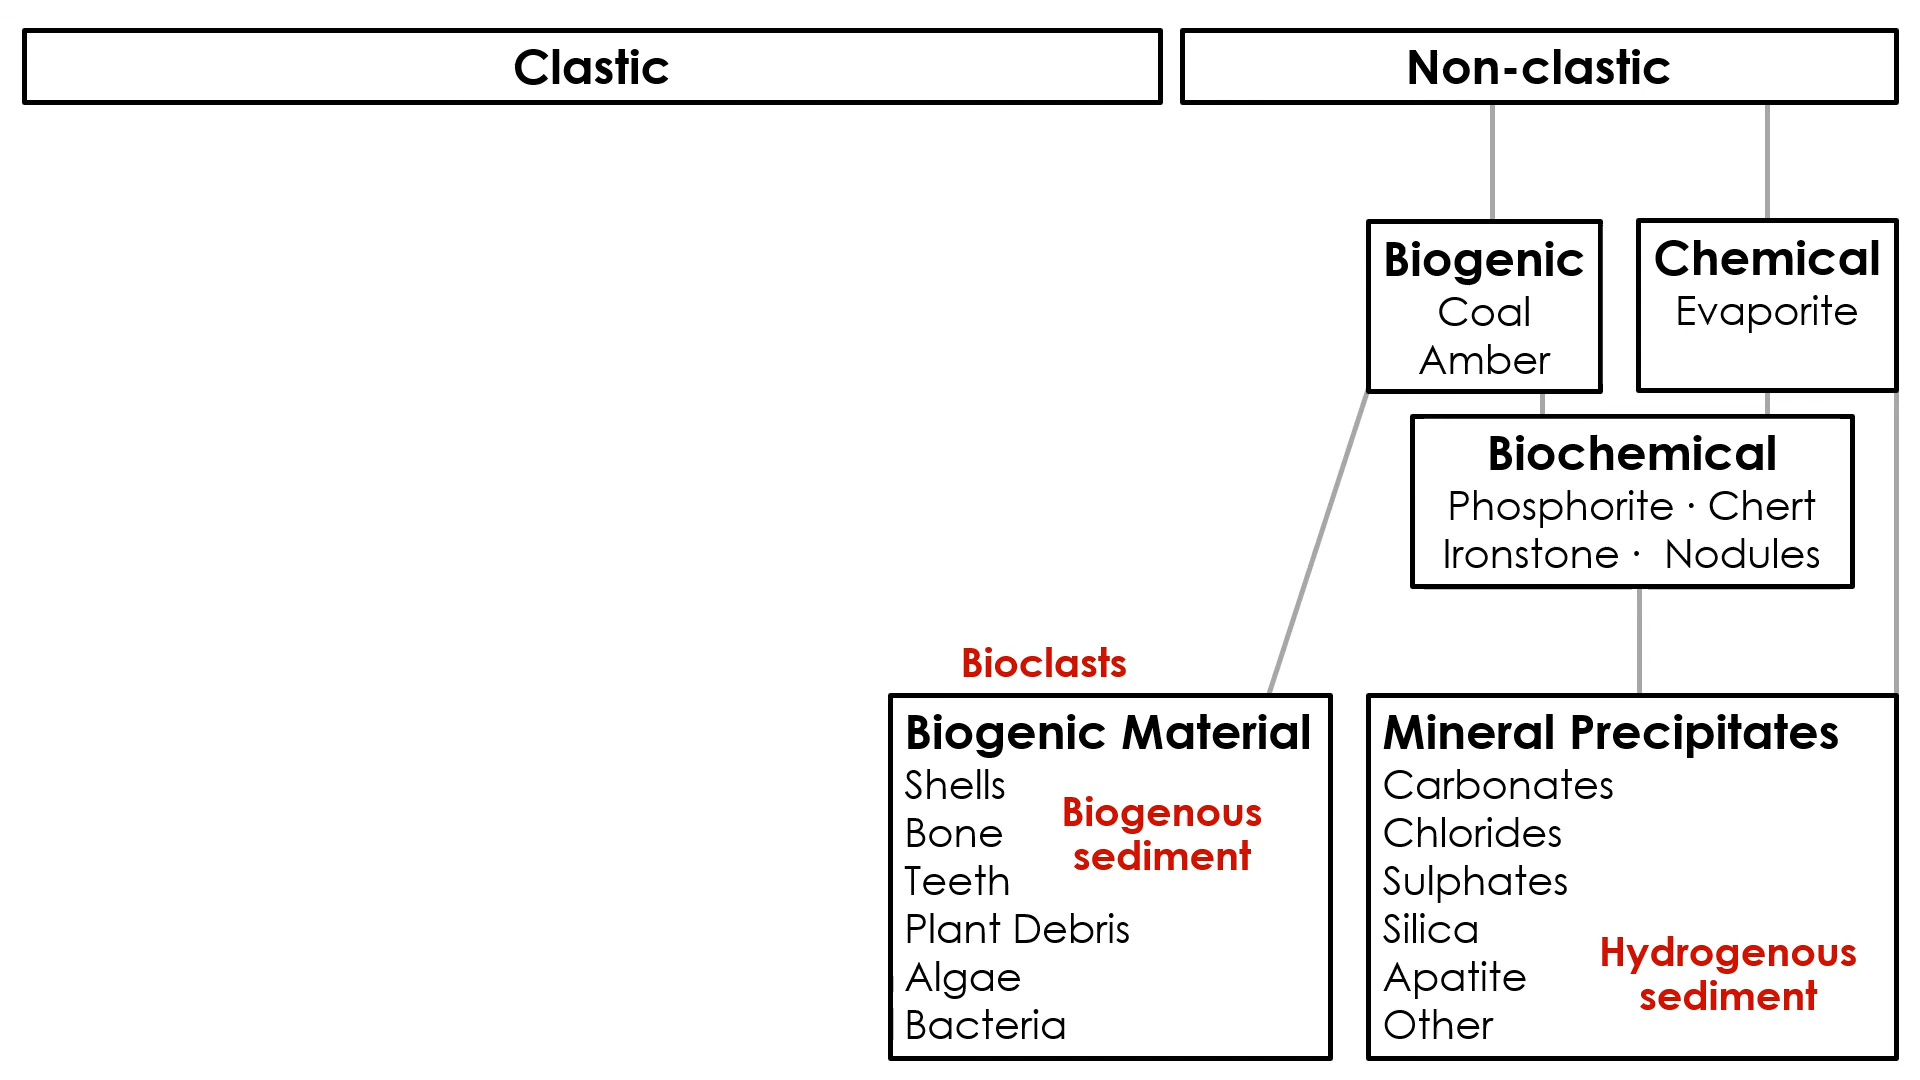 Clastic
Non-clastic
Biogenic
Coal
Amber
Chemical
Evaporite
Biochemical
Phosphorite · Chert
Ironstone · Nodules
Bioclasts
Biogenic Material
Shells
Bone
Teeth
Plant Debris
Algae
Bacteria
Biogenous
sediment
Mineral Precipitates
Carbonates
Chlorides
Sulphates
Silica
Apatite
Other
Hydrogenous
sediment